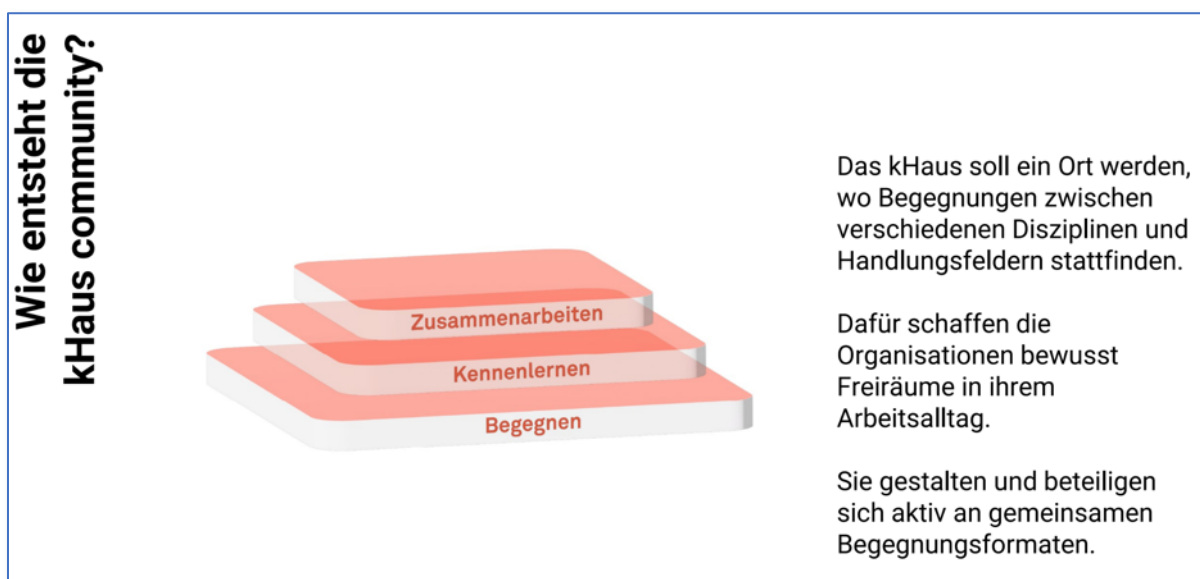 Wie entsteht die
kHaus community?
Zusammenarbeiten
Kennenlernen
Begegnen
Das kHaus soll ein Ort werden,
wo Begegnungen zwischen
verschiedenen Disziplinen und
Handlungsfeldern stattfinden.
Dafür schaffen die
Organisationen bewusst
Freiräume in ihrem
Arbeitsalltag.
Sie gestalten und beteiligen
sich aktiv an gemeinsamen
Begegnungsformaten.